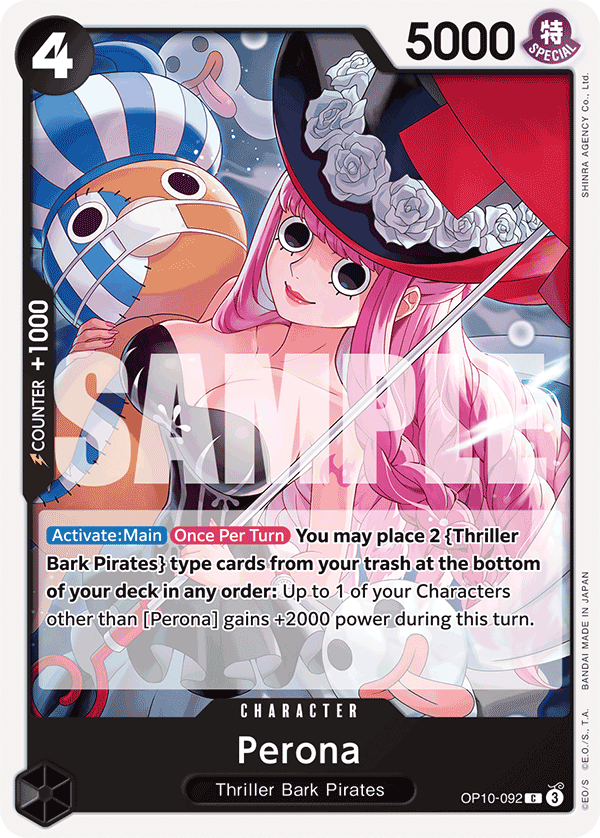 4
5000
特
SPECIAL
SHINRA AGENCY Co., Ltd.
COUNTER +1000
SAMPLE
Activate:Main Once Per Turn You may place 2 {Thriller
Bark Pirates} type cards from your trash at the bottom
of your deck in any order: Up to 1 of your Characters
other than [Perona] gains +2000 power during this turn.
©E.O./S., T.A. BANDAI MADE IN JAPAN
©EO/S
CHARACTER
Perona
Thriller Bark Pirates
OP10-092 C 3